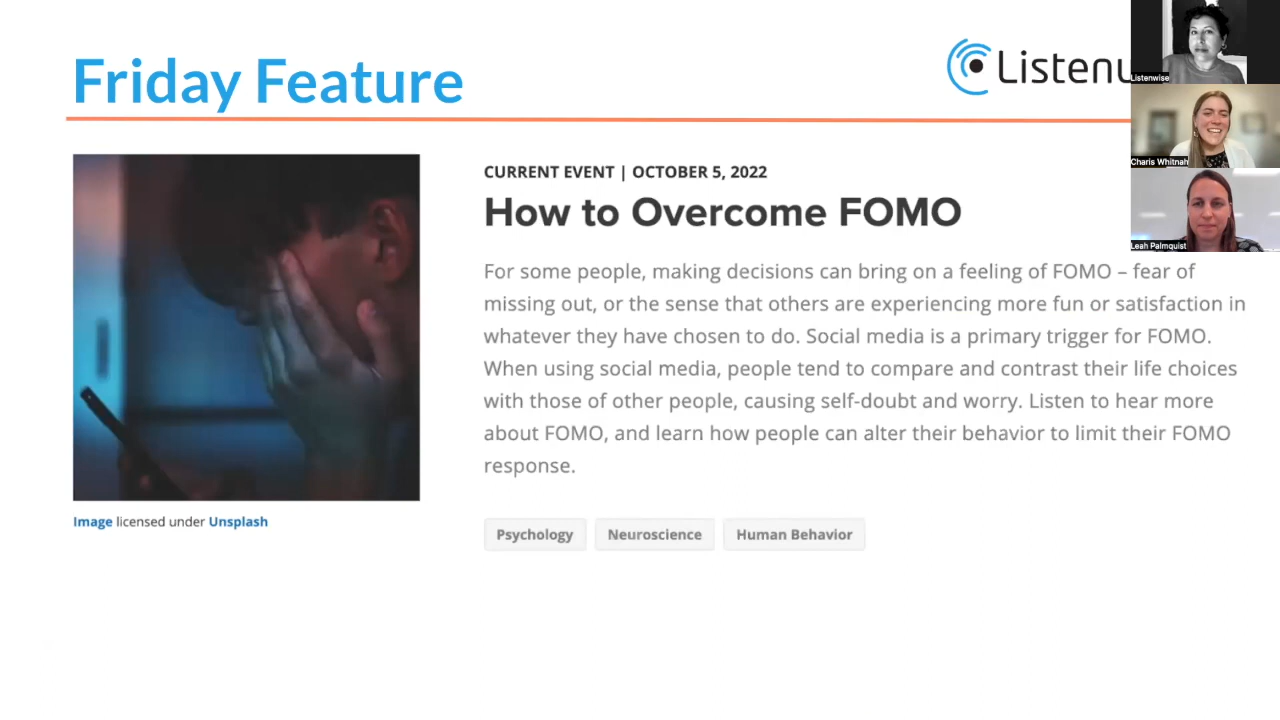 Friday Feature
Listenw
Listenwise
Charis Whitnah
Leah Palmquist
CURRENT EVENT | OCTOBER 5, 2022
How to Overcome FOMO
For some people, making decisions can bring on a feeling of FOMO – fear of
missing out, or the sense that others are experiencing more fun or satisfaction in
whatever they have chosen to do. Social media is a primary trigger for FOMO.
When using social media, people tend to compare and contrast their life choices
with those of other people, causing self-doubt and worry. Listen to hear more
about FOMO, and learn how people can alter their behavior to limit their FOMO
response.
Image licensed under Unsplash
Psychology Neuroscience Human Behavior